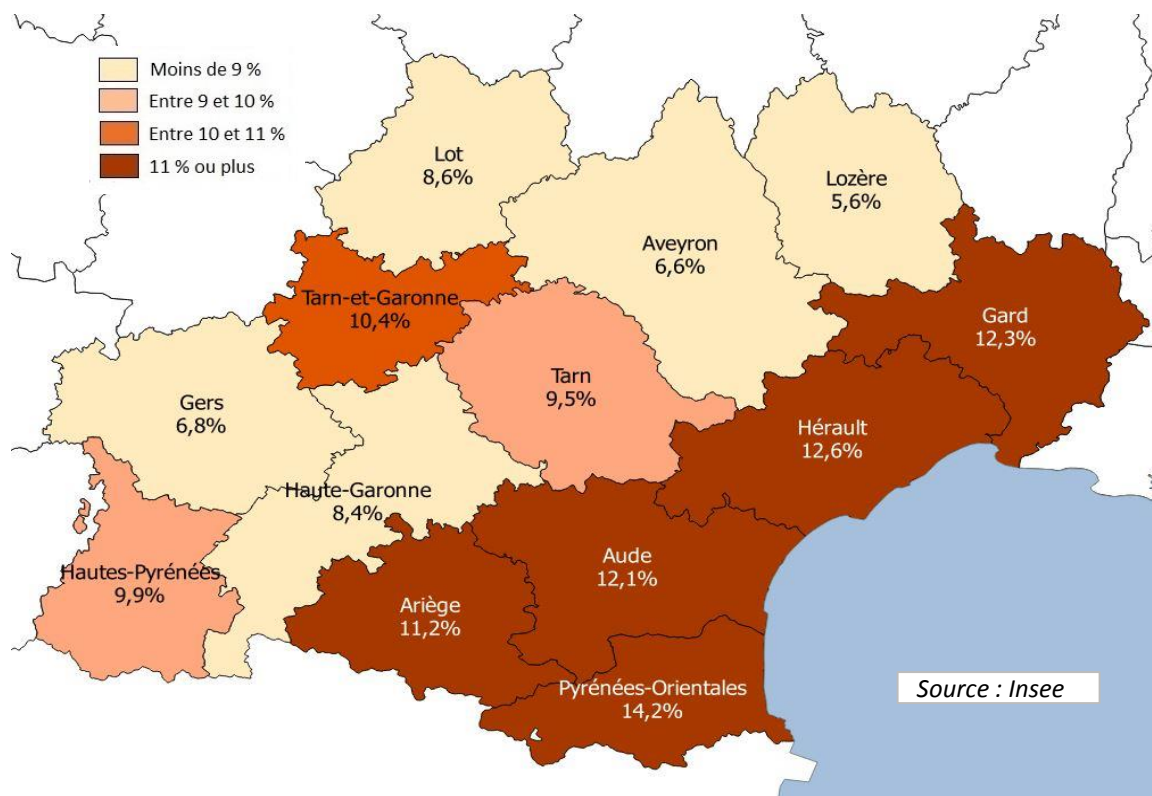 Moins de 9 %
Entre 9 et 10 %
Entre 10 et 11 %
11 % ou plus
Lot
8,6%
Lozère
5,6%
Aveyron
6,6%
Tarn-et-Garonne
10,4%
Gard
12,3%
Tarn
9,5%
Gers
6,8%
Hérault
12,6%
Haute-Garonne
8,4%
Aude
12,1%
Hautes-Pyrénées
9,9%
Ariège
11,2%
Pyrénées-Orientales
14,2%
Source : Insee